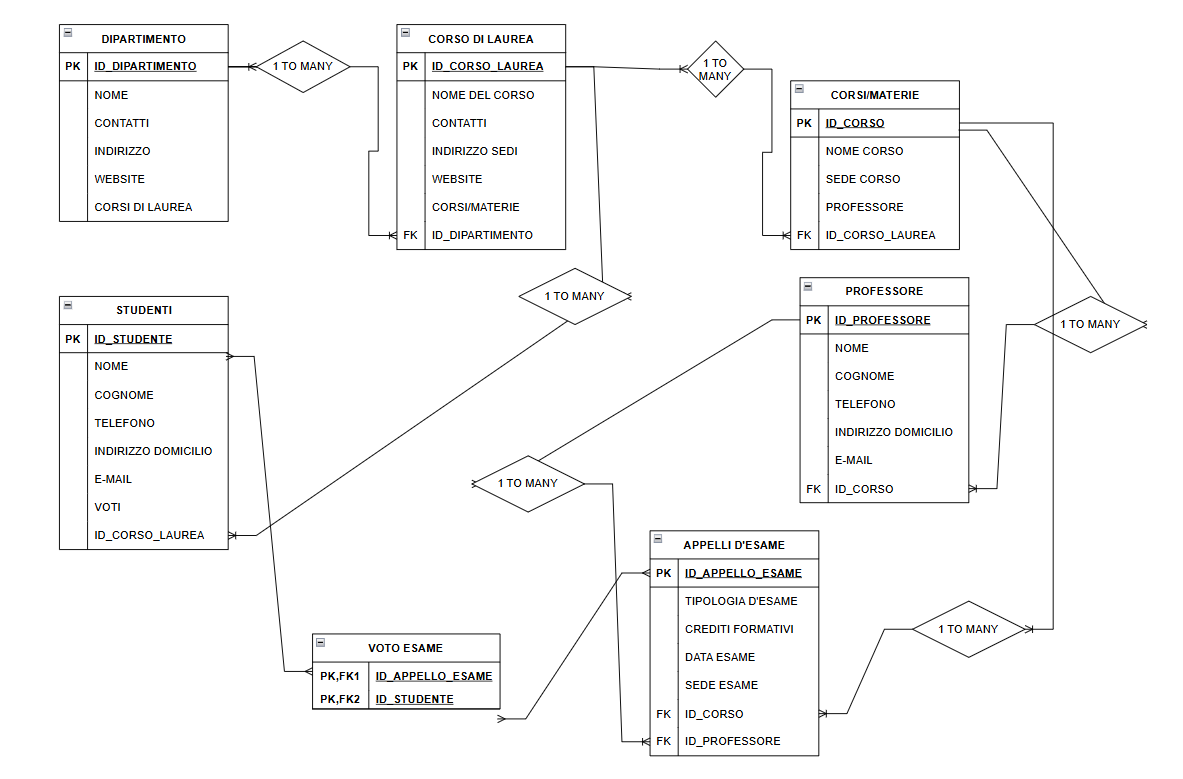 DIPARTIMENTO
PK ID_DIPARTIMENTO
NOME
CONTATTI
INDIRIZZO
WEBSITE
CORSI DI LAUREA
1 TO MANY
CORSO DI LAUREA
PK ID_CORSO_LAUREA
NOME DEL CORSO
CONTATTI
INDIRIZZO SEDI
WEBSITE
CORSI/MATERIE
FK ID_DIPARTIMENTO
1 TO
MANY
CORSI/MATERIE
PK ID_CORSO
NOME CORSO
SEDE CORSO
PROFESSORE
FK ID_CORSO_LAUREA
STUDENTI
PK ID_STUDENTE
NOME
COGNOME
TELEFONO
INDIRIZZO DOMICILIO
E-MAIL
VOTI
ID_CORSO_LAUREA
1 TO MANY
PROFESSORE
PK ID_PROFESSORE
NOME
COGNOME
TELEFONO
INDIRIZZO DOMICILIO
E-MAIL
FK ID_CORSO
1 TO MANY
1 TO MANY
VOTO ESAME
PK,FK1 ID_APPELLO_ESAME
PK,FK2 ID_STUDENTE
APPELLI D'ESAME
PK ID_APPELLO_ESAME
TIPOLOGIA D'ESAME
CREDITI FORMATIVI
DATA ESAME
SEDE ESAME
FK ID_CORSO
FK ID_PROFESSORE
1 TO MANY